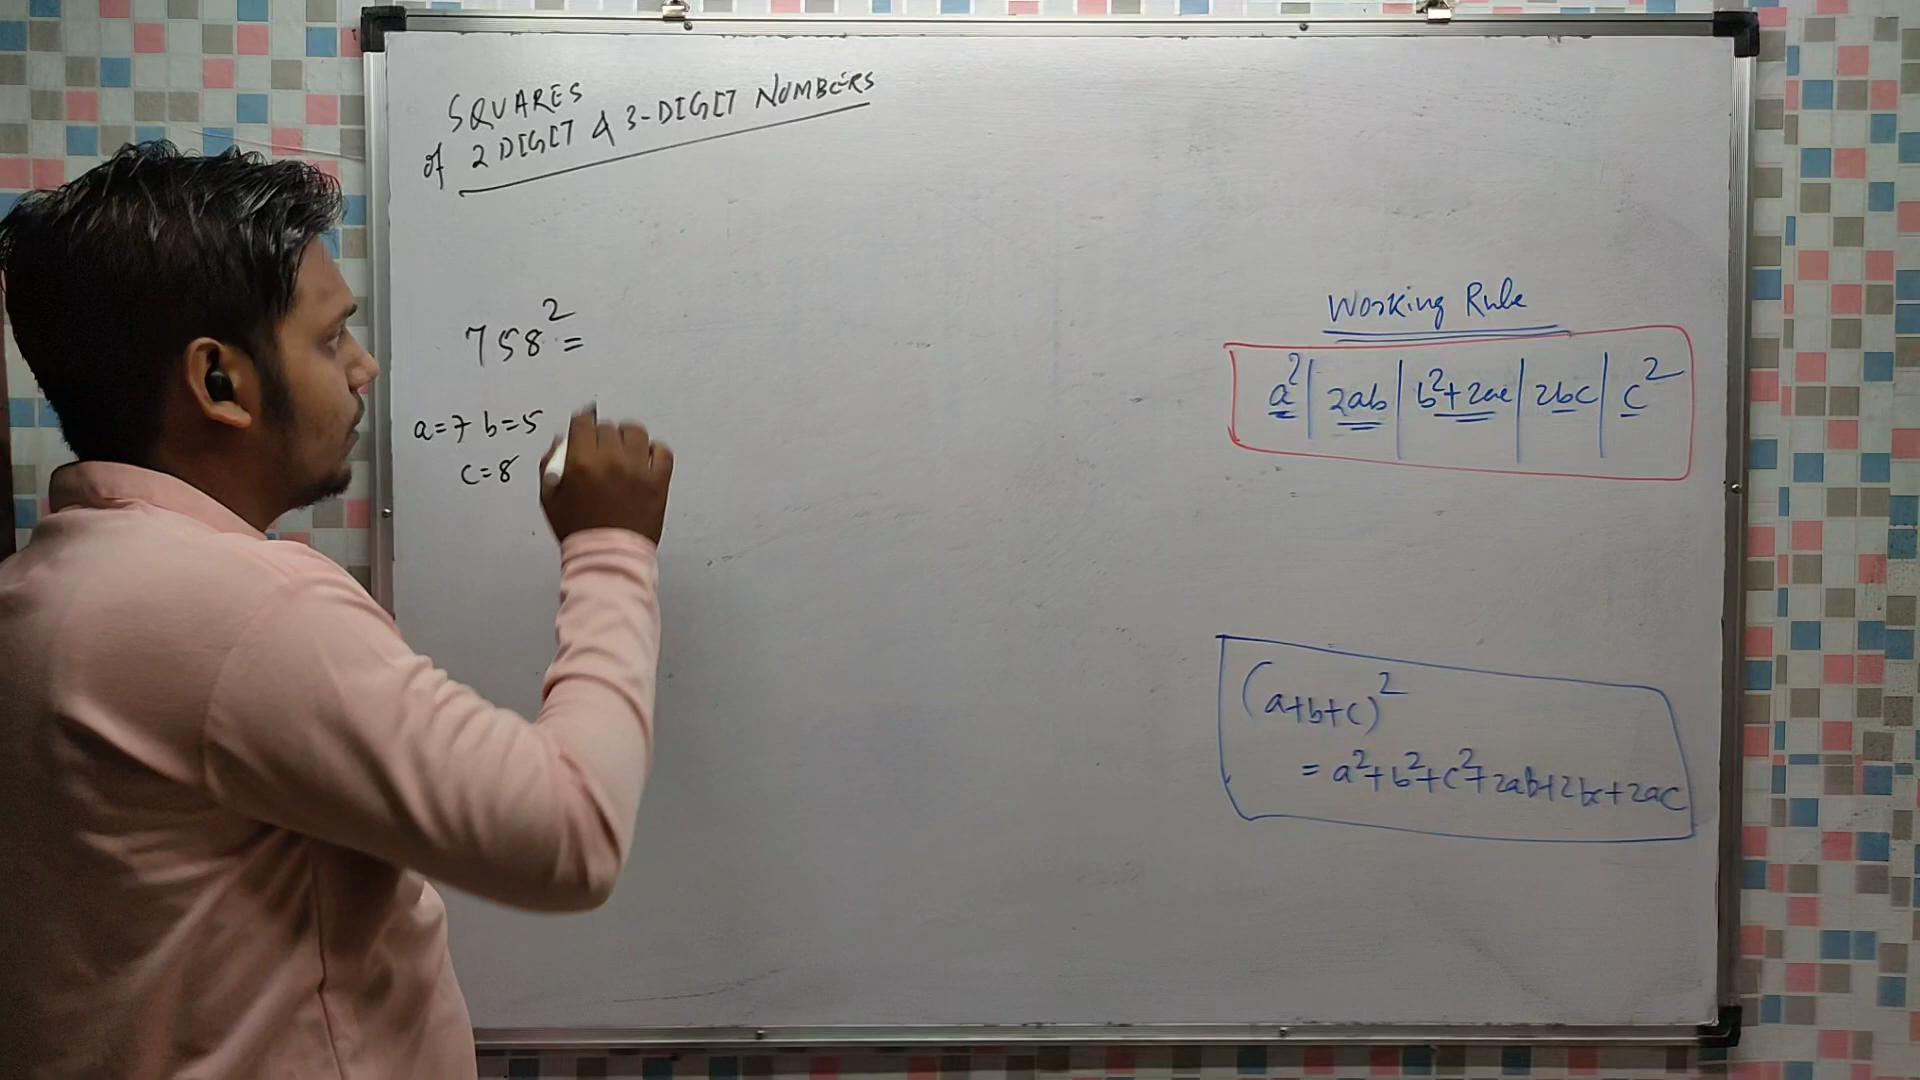 SQUARES
of 2 DIGIT & 3-DIGIT NUMBERS
758²=
a=7 b=5
c=8
Working Rule
a² | 2ab | b²+2ac | 2bc | c²
(a+b+c)²
= a²+b²+c²+2ab+2bc+2ac